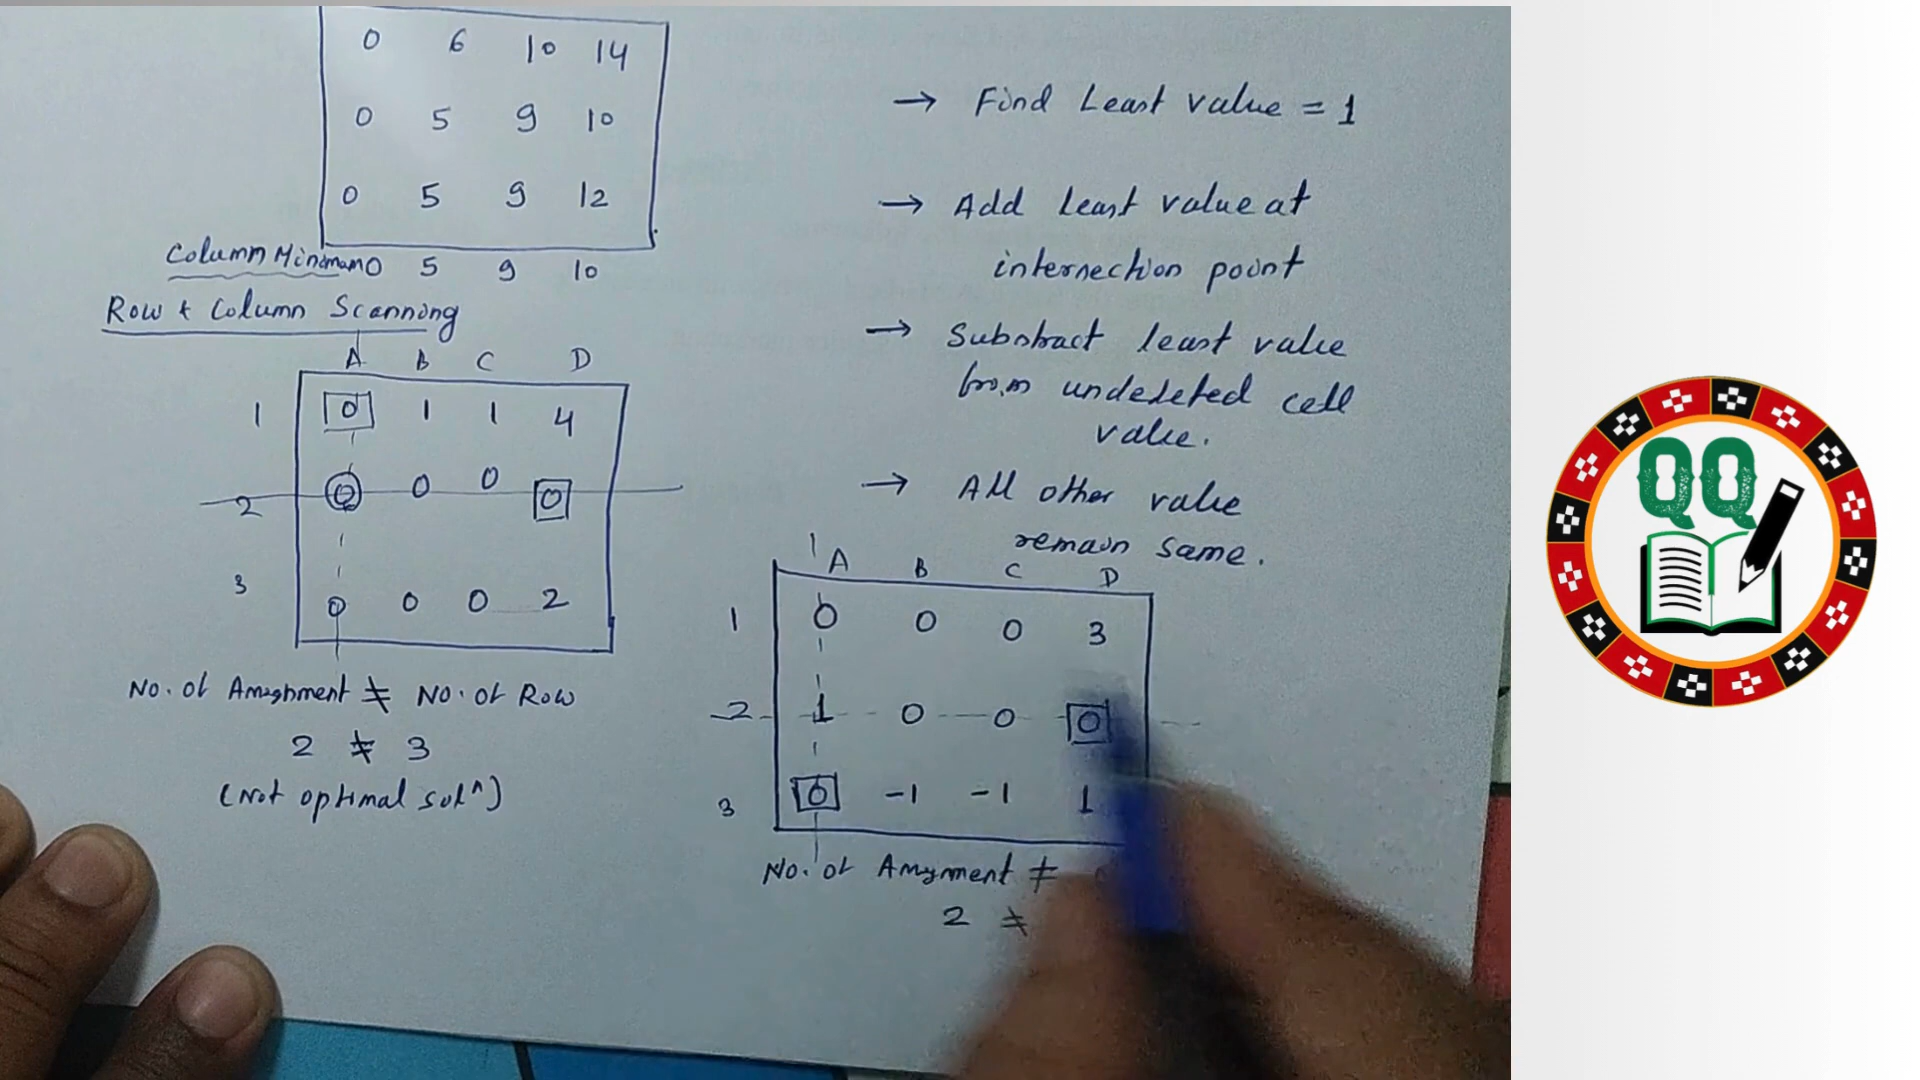 0 6 10 14
0 5 9 10
0 5 9 12
Column Minimam 0 5 9 10
Row & Column Scanning
A B C D
1 0 1 1 4
2 0 0 0 0
3 0 0 0 2
No. of Assignment ≠ No. of Row
2 ≠ 3
(Not optimal solⁿ)
→ Find Least value = 1
→ Add least value at
intersection point
→ Substract least value
from undeleted cell
value.
→ All other value
remain same.
A B C D
1 0 0 0 3
2 1 0 0 0
3 0 -1 -1 1
No. of Assignment ≠
2 ≠
QQ